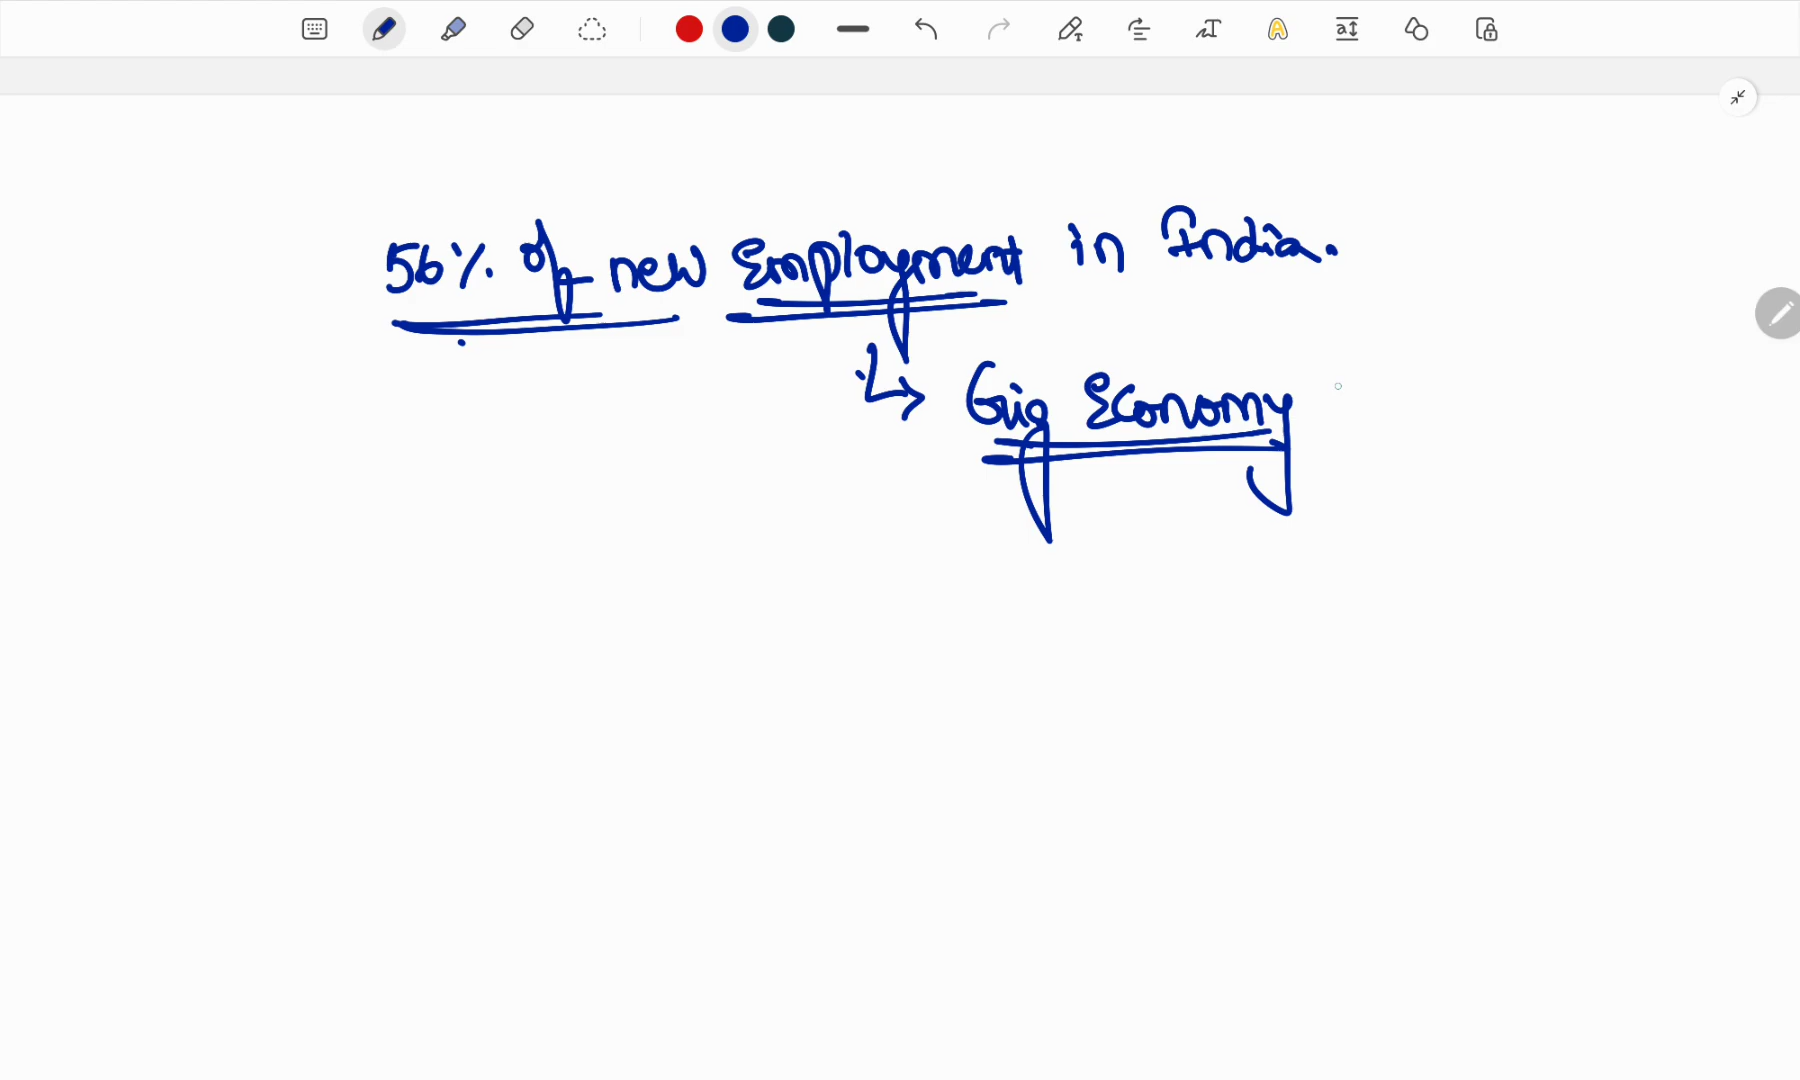 56% of new Employment in India.
↳ Gig Economy